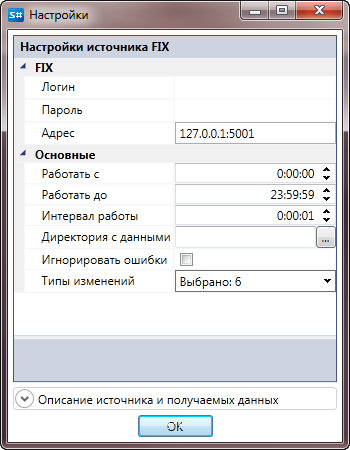 S# Настройки
Настройки источника FIX
FIX
Логин
Пароль
Адрес 127.0.0.1:5001
Основные
Работать с 0:00:00
Работать до 23:59:59
Интервал работы 0:00:01
Директория с данными ...
Игнорировать ошибки
Типы изменений Выбрано: 6
Описание источника и получаемых данных
OK